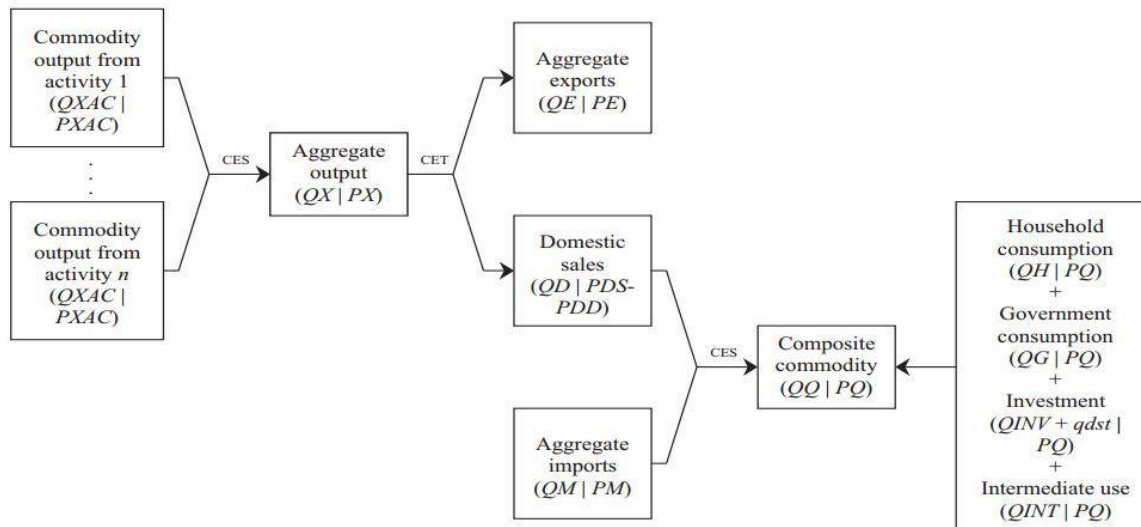 Commodity
output from
activity 1
(QXAC |
PXAC)
.
.
.
Commodity
output from
activity n
(QXAC |
PXAC)
CES
Aggregate
output
(QX | PX)
CET
Aggregate
exports
(QE | PE)
Domestic
sales
(QD | PDS-
PDD)
Aggregate
imports
(QM | PM)
CES
Composite
commodity
(QQ | PQ)
Household
consumption
(QH | PQ)
+
Government
consumption
(QG | PQ)
+
Investment
(QINV + qdst |
PQ)
+
Intermediate use
(QINT | PQ)